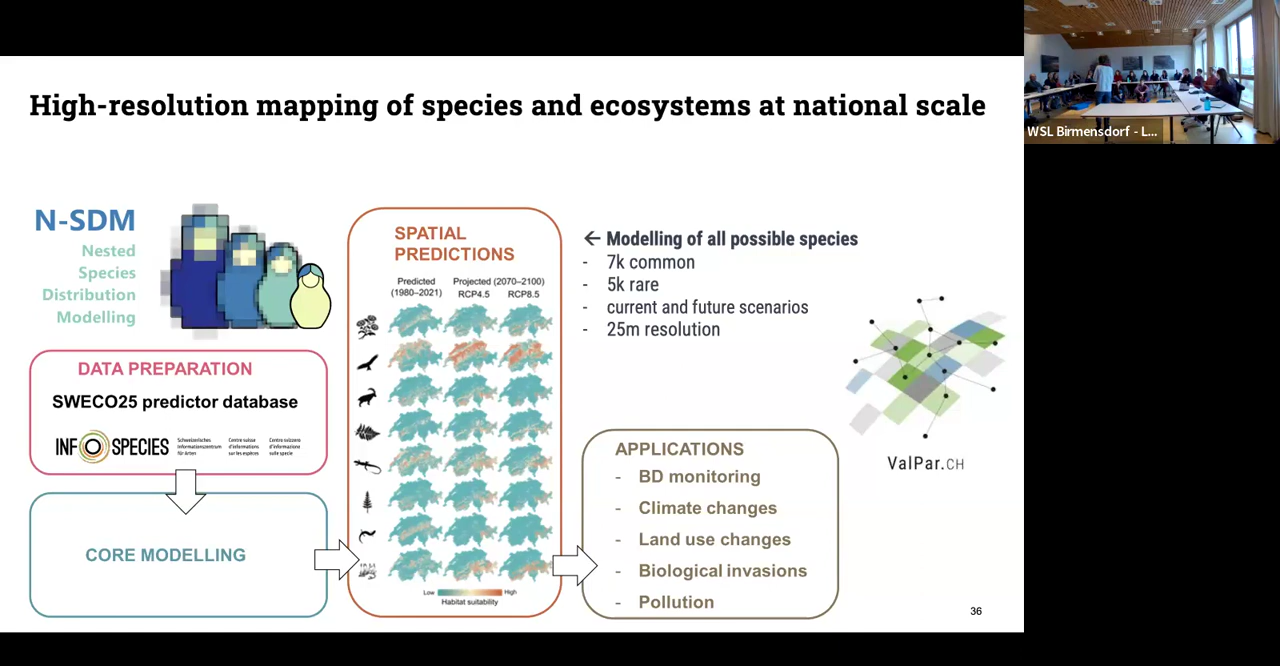 High-resolution mapping of species and ecosystems at national scale
WSL Birmensdorf - L...
N-SDM
Nested
Species
Distribution
Modelling
DATA PREPARATION
SWECO25 predictor database
INFO SPECIES
Schweizerisches
Informationszentrum
für Arten
Centre suisse
d'informations
sur les espèces
Centro svizzero
d'informazione
sulle specie
CORE MODELLING
SPATIAL
PREDICTIONS
Predicted
(1980–2021)
Projected (2070–2100)
RCP4.5 RCP8.5
Low High
Habitat suitability
← Modelling of all possible species
- 7k common
- 5k rare
- current and future scenarios
- 25m resolution
ValPar.CH
APPLICATIONS
- BD monitoring
- Climate changes
- Land use changes
- Biological invasions
- Pollution
36